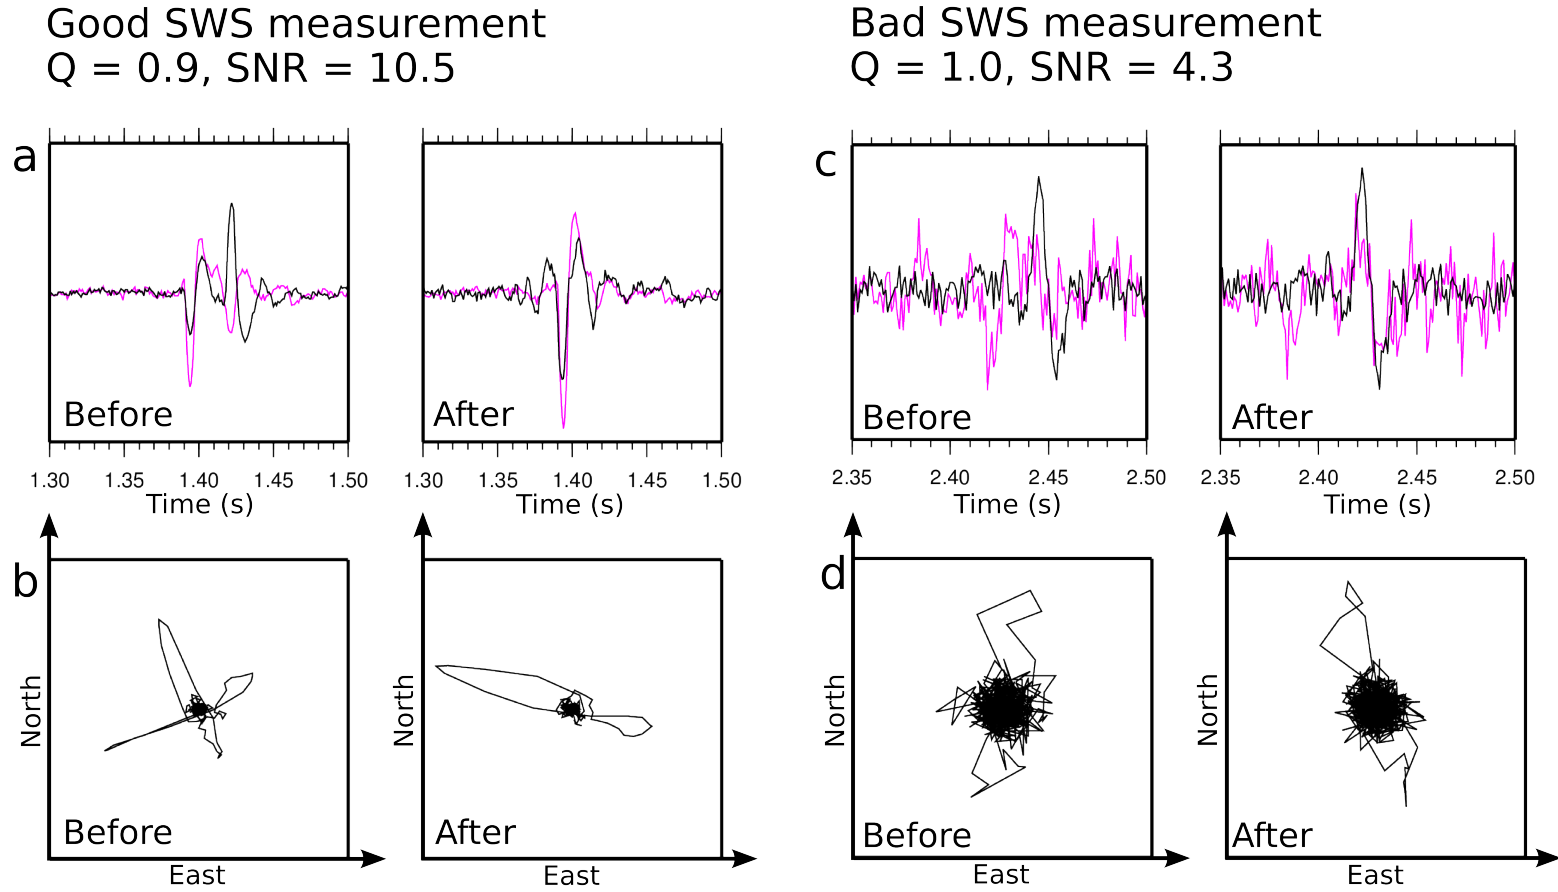 Good SWS measurement
Q = 0.9, SNR = 10.5
Bad SWS measurement
Q = 1.0, SNR = 4.3
a
Before
After
1.30 1.35 1.40 1.45 1.50
Time (s)
1.30 1.35 1.40 1.45 1.50
Time (s)
c
Before
After
2.35 2.40 2.45 2.50
Time (s)
2.35 2.40 2.45 2.50
Time (s)
b
North
Before
East
North
After
East
d
North
Before
East
North
After
East